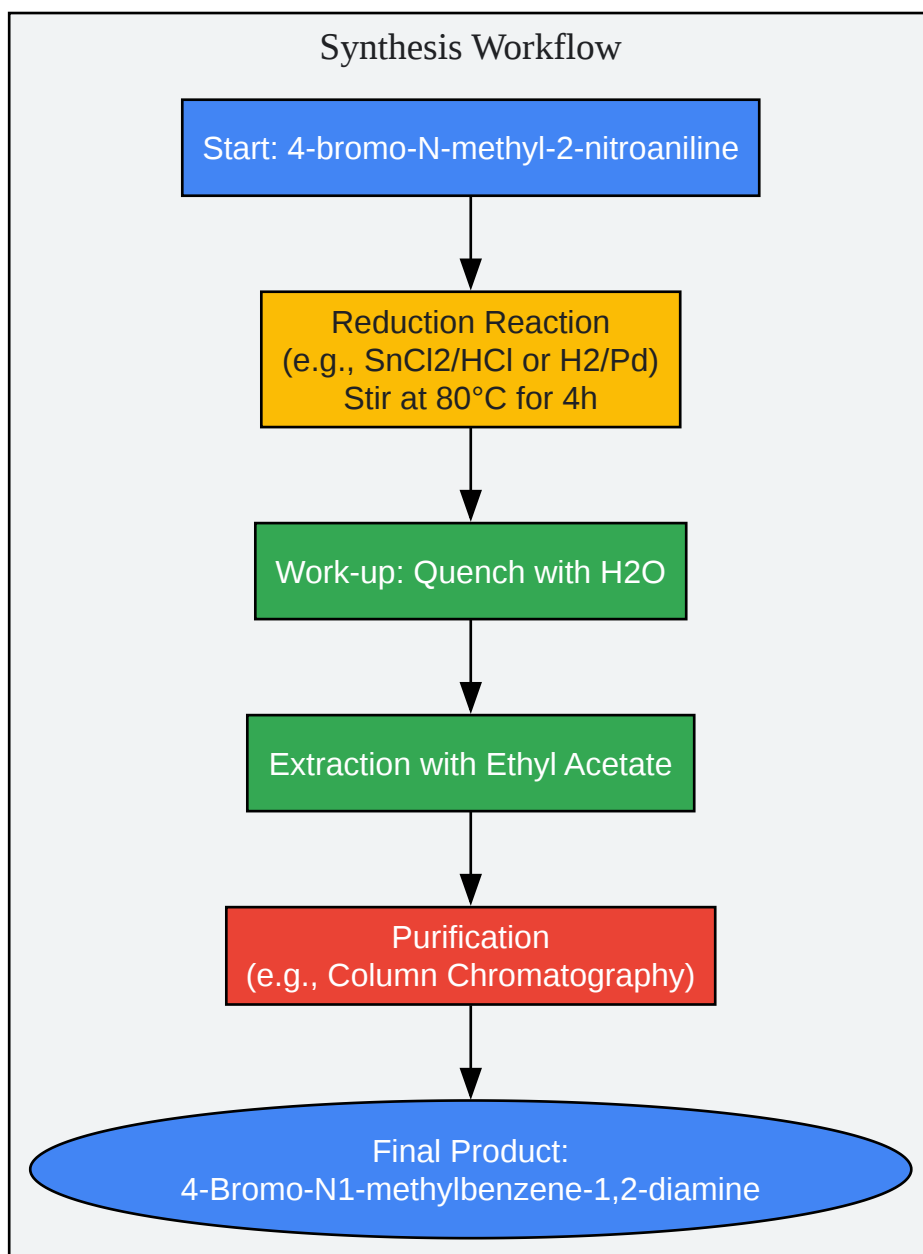 Synthesis Workflow
Start: 4-bromo-N-methyl-2-nitroaniline
Reduction Reaction
(e.g., SnCl2/HCl or H2/Pd)
Stir at 80°C for 4h
Work-up: Quench with H2O
Extraction with Ethyl Acetate
Purification
(e.g., Column Chromatography)
Final Product:
4-Bromo-N1-methylbenzene-1,2-diamine